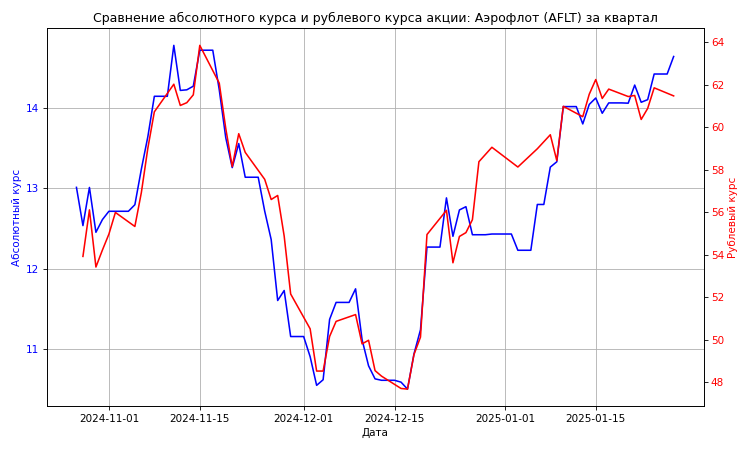 Сравнение абсолютного курса и рублевого курса акции: Аэрофлот (AFLT) за квартал
Абсолютный курс
14
13
12
11
64
62
60
58
56
54
52
50
48
Рублевый курс
2024-11-01 2024-11-15 2024-12-01 2024-12-15 2025-01-01 2025-01-15
Дата